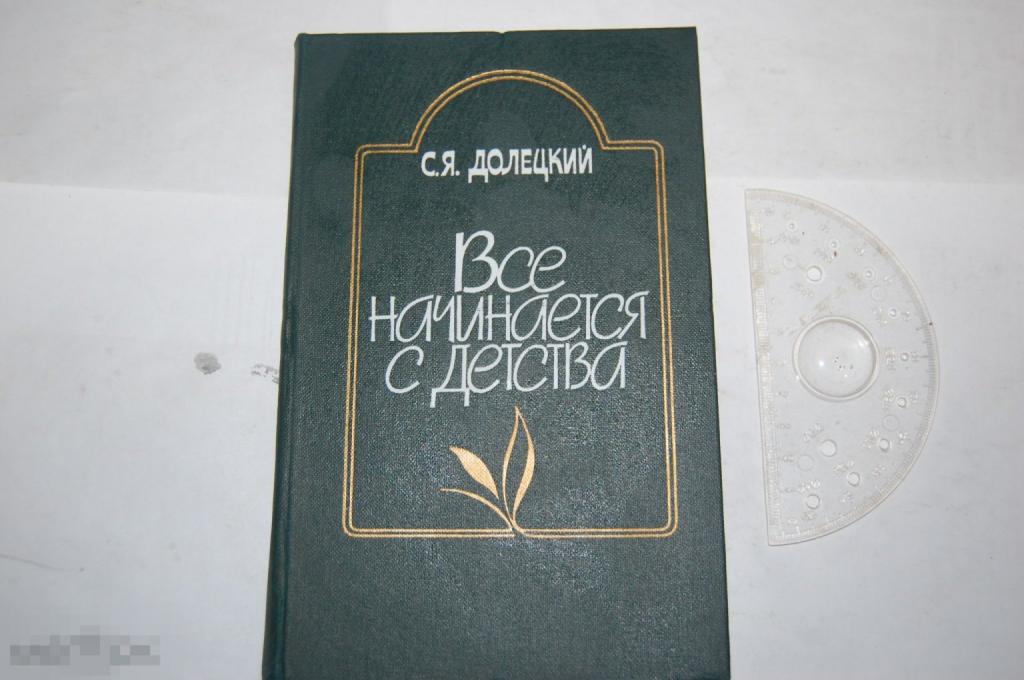 С.Я. ДОЛЕЦКИЙ
Все
начинается
с детства